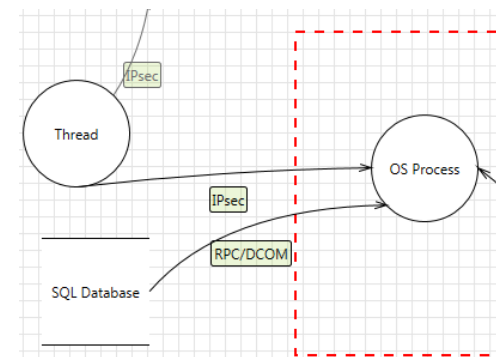 IPsec
Thread
OS Process
IPsec
RPC/DCOM
SQL Database